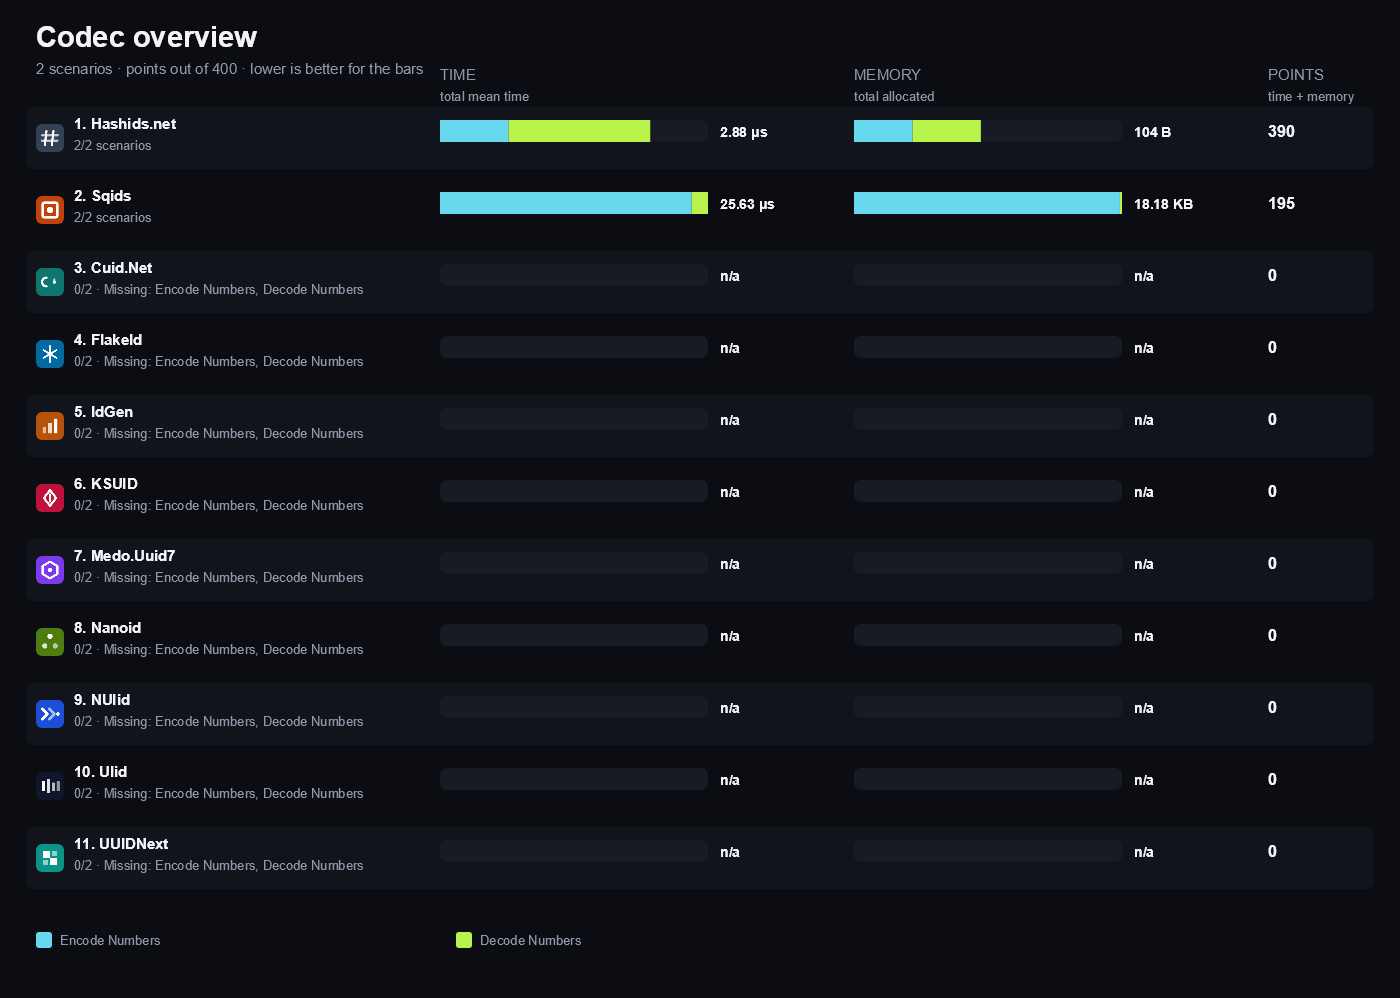 Codec overview
2 scenarios · points out of 400 · lower is better for the bars
TIME
total mean time
MEMORY
total allocated
POINTS
time + memory
1. Hashids.net
2/2 scenarios
2.88 µs
104 B
390
2. Sqids
2/2 scenarios
25.63 µs
18.18 KB
195
3. Cuid.Net
0/2 · Missing: Encode Numbers, Decode Numbers
n/a
n/a
0
4. FlakeId
0/2 · Missing: Encode Numbers, Decode Numbers
n/a
n/a
0
5. IdGen
0/2 · Missing: Encode Numbers, Decode Numbers
n/a
n/a
0
6. KSUID
0/2 · Missing: Encode Numbers, Decode Numbers
n/a
n/a
0
7. Medo.Uuid7
0/2 · Missing: Encode Numbers, Decode Numbers
n/a
n/a
0
8. Nanoid
0/2 · Missing: Encode Numbers, Decode Numbers
n/a
n/a
0
9. NUlid
0/2 · Missing: Encode Numbers, Decode Numbers
n/a
n/a
0
10. Ulid
0/2 · Missing: Encode Numbers, Decode Numbers
n/a
n/a
0
11. UUIDNext
0/2 · Missing: Encode Numbers, Decode Numbers
n/a
n/a
0
Encode Numbers
Decode Numbers